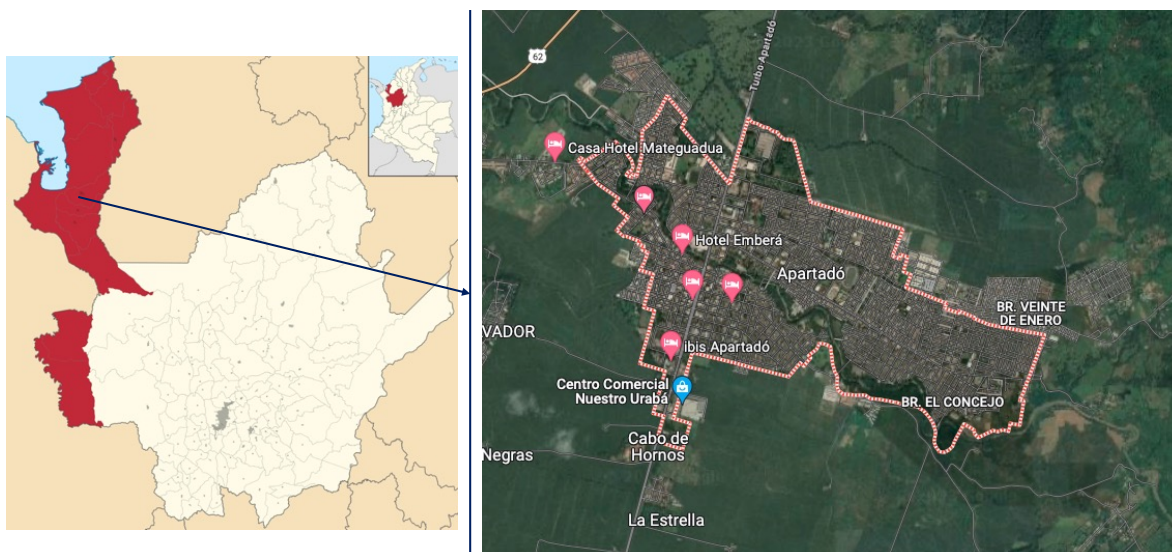 62
Turbo Apartadó
Casa Hotel Mateguadua
Hotel Emberá
Apartadó
BR. VEINTE
DE ENERO
VADOR
ibis Apartadó
Centro Comercial
Nuestro Urabá
BR. EL CONCEJO
Cabo de
Hornos
Negras
La Estrella